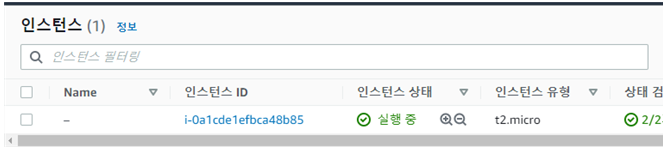 인스턴스 (1) 정보
인스턴스 필터링
Name 인스턴스 ID 인스턴스 상태 인스턴스 유형 상태 검
– i-0a1cde1efbca48b85 실행 중 t2.micro 2/2